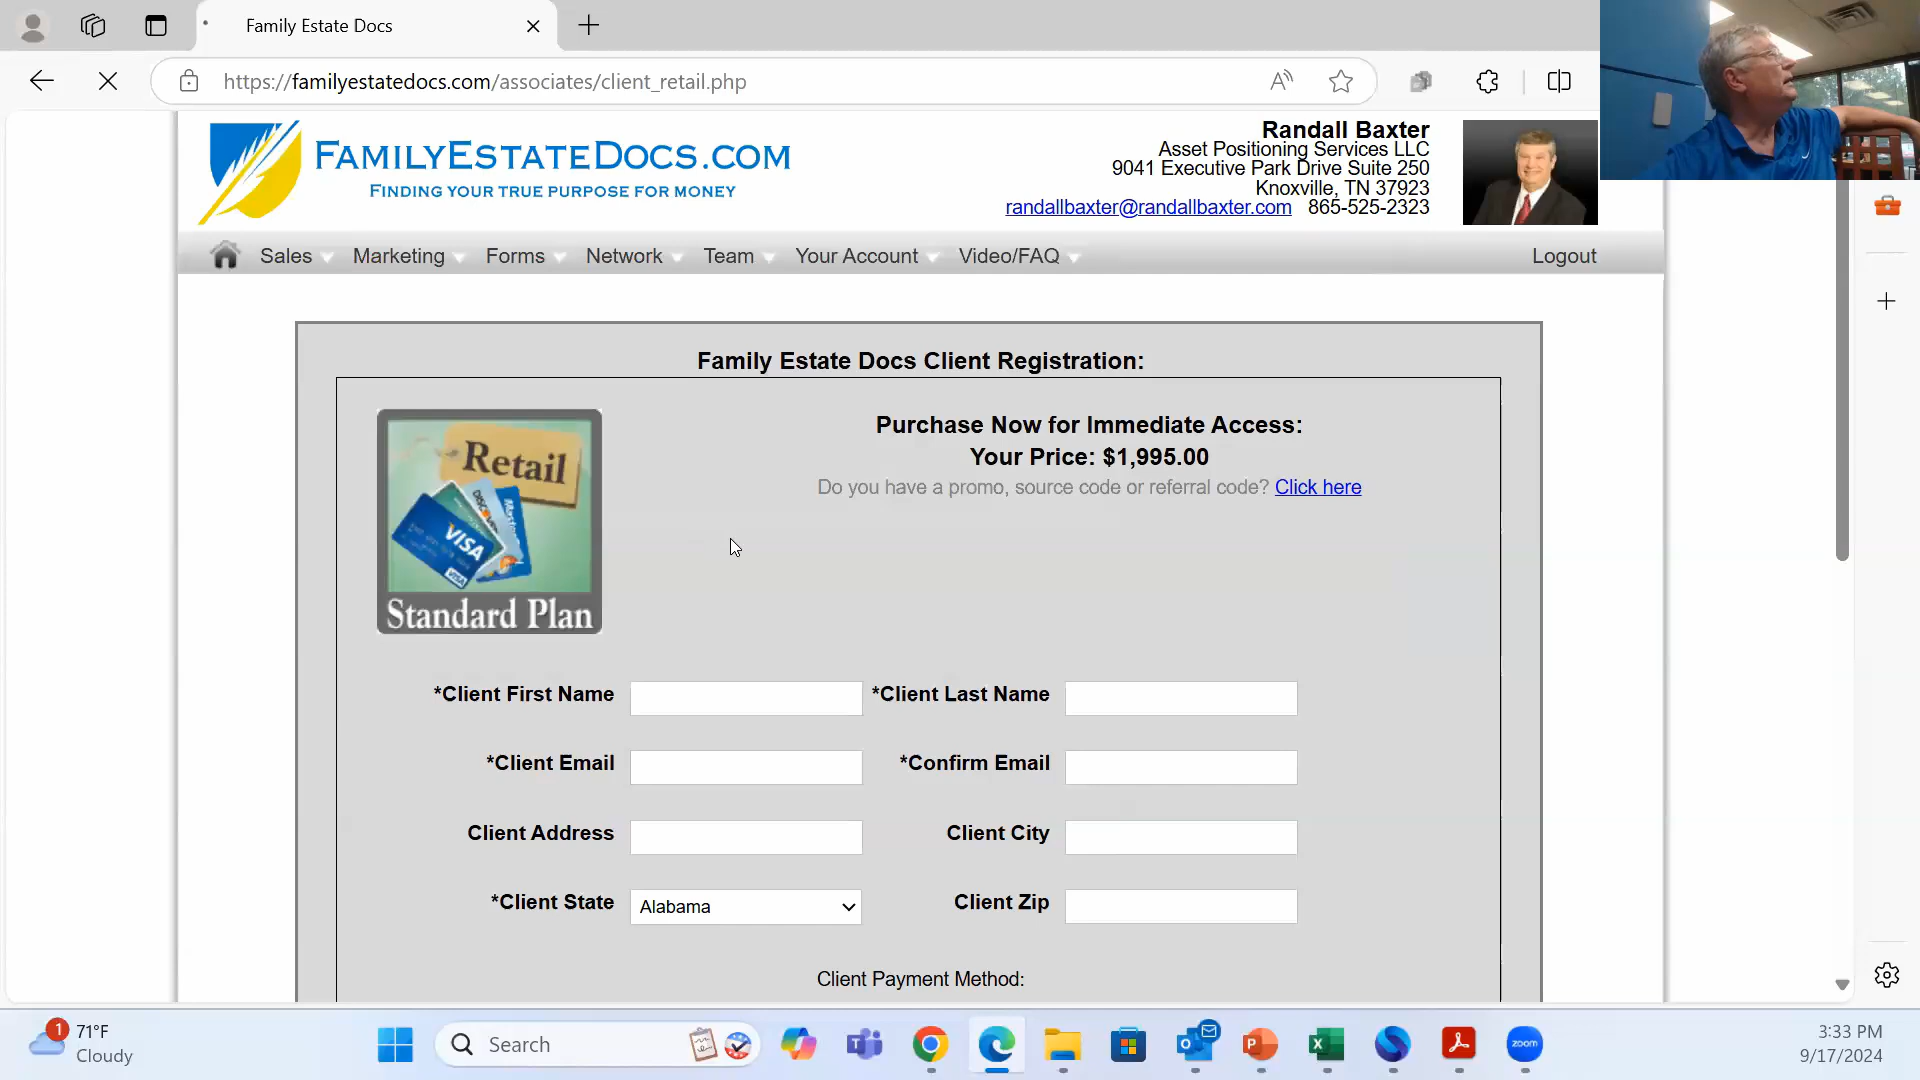 Family Estate Docs
https://familyestatedocs.com/associates/client_retail.php
FAMILYESTATEDOCS.COM
FINDING YOUR TRUE PURPOSE FOR MONEY
Randall Baxter
Asset Positioning Services LLC
9041 Executive Park Drive Suite 250
Knoxville, TN 37923
randallbaxter@randallbaxter.com 865-525-2323
Sales Marketing Forms Network Team Your Account Video/FAQ Logout
Family Estate Docs Client Registration:
Purchase Now for Immediate Access:
Your Price: $1,995.00
Do you have a promo, source code or referral code? Click here
Retail
VISA
Standard Plan
*Client First Name *Client Last Name
*Client Email *Confirm Email
Client Address Client City
*Client State Alabama Client Zip
Client Payment Method:
1 71°F
Cloudy
Search
zoom
3:33 PM
9/17/2024